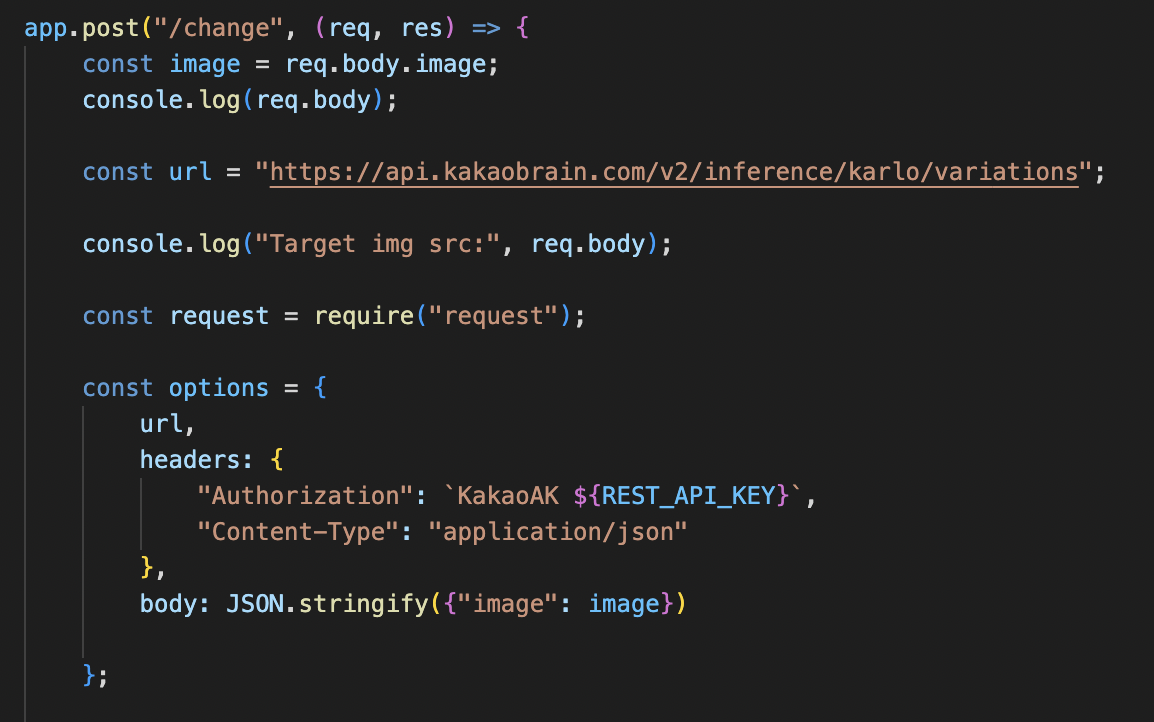 app.post("/change", (req, res) => {
const image = req.body.image;
console.log(req.body);
const url = "https://api.kakaobrain.com/v2/inference/karlo/variations";
console.log("Target img src:", req.body);
const request = require("request");
const options = {
url,
headers: {
"Authorization": `KakaoAK ${REST_API_KEY}`,
"Content-Type": "application/json"
},
body: JSON.stringify({"image": image})
};